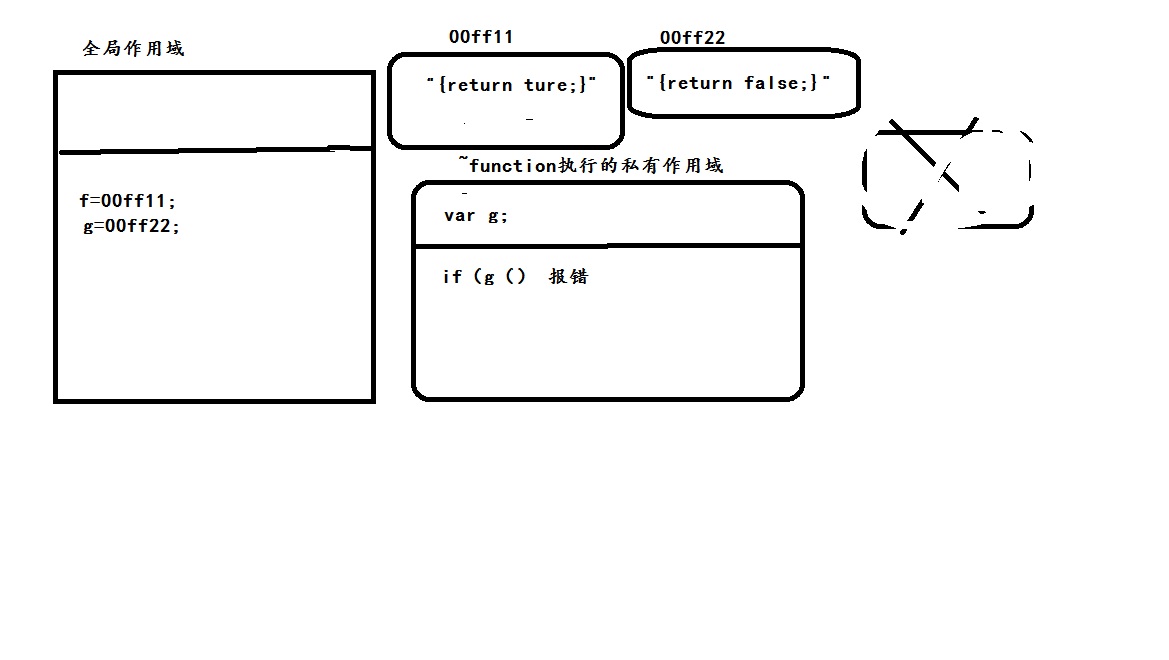 全局作用域
00ff11
00ff22
"{return ture;}"
"{return false;}"
~function执行的私有作用域
f=00ff11;
g=00ff22;
var g;
if（g（） 报错